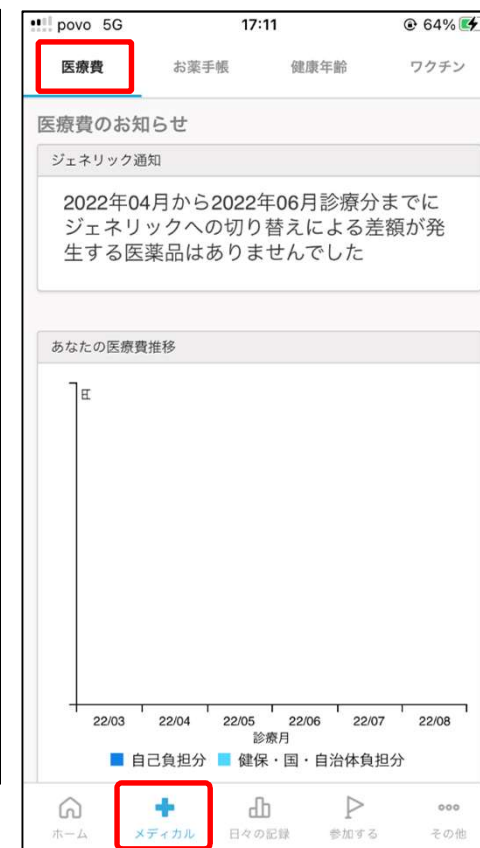 povo 5G 17:11 64%
医療費 お薬手帳 健康年齢 ワクチン
医療費のお知らせ
ジェネリック通知
2022年04月から2022年06月診療分までに
ジェネリックへの切り替えによる差額が発
生する医薬品はありませんでした
あなたの医療費推移
円
22/03 22/04 22/05 22/06 22/07 22/08
診療月
自己負担分 健保・国・自治体負担分
ホーム メディカル 日々の記録 参加する その他